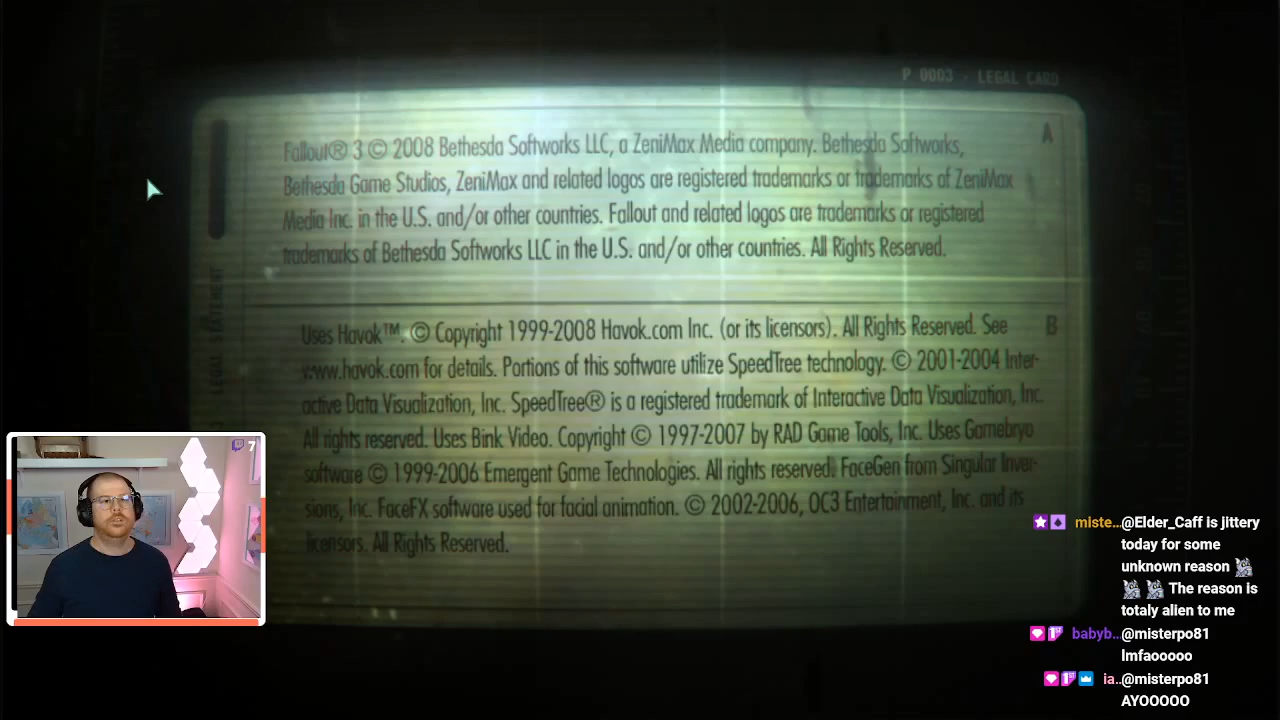 P 0003 · LEGAL CARD
A
Fallout® 3 © 2008 Bethesda Softworks LLC, a ZeniMax Media company. Bethesda Softworks,
Bethesda Game Studios, ZeniMax and related logos are registered trademarks or trademarks of ZeniMax
Media Inc. in the U.S. and/or other countries. Fallout and related logos are trademarks or registered
trademarks of Bethesda Softworks LLC in the U.S. and/or other countries. All Rights Reserved.
LEGAL STATEMENT
B
Uses Havok™. © Copyright 1999-2008 Havok.com Inc. (or its licensors). All Rights Reserved. See
www.havok.com for details. Portions of this software utilize SpeedTree technology. © 2001-2004 Inter-
active Data Visualization, Inc. SpeedTree® is a registered trademark of Interactive Data Visualization, Inc.
All rights reserved. Uses Bink Video. Copyright © 1997-2007 by RAD Game Tools, Inc. Uses Gamebryo
software © 1999-2006 Emergent Game Technologies. All rights reserved. FaceGen from Singular Inver-
sions, Inc. FaceFX software used for facial animation. © 2002-2006, OC3 Entertainment, Inc. and its
licensors. All Rights Reserved.
7
miste.. @Elder_Caff is jittery
today for some
unknown reason
The reason is
totaly alien to me
babyb.. @misterpo81
lmfaooooo
ia.. @misterpo81
AYOOOOO